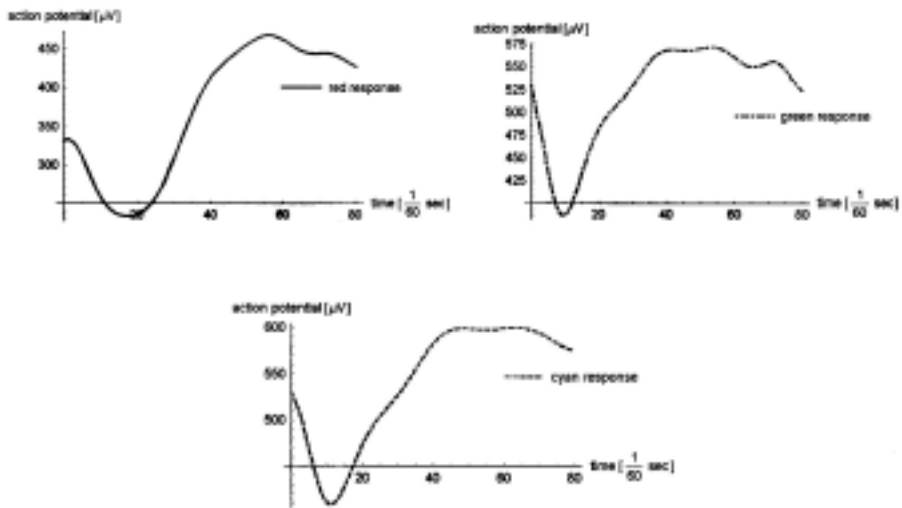 action potential [µV]
450
400
350
300
red response
20 40 60 80
time [ 1/60 sec]
action potential [µV]
575
550
525
500
475
450
425
green response
20 40 60 80
time [ 1/60 sec]
action potential [µV]
600
550
500
cyan response
20 40 60 80
time [ 1/60 sec]